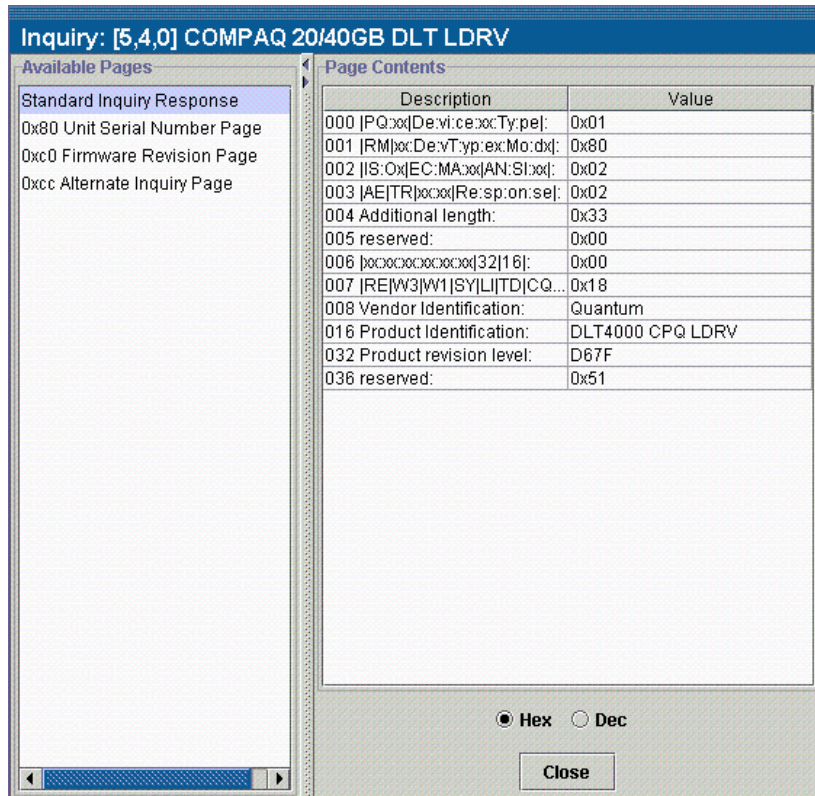 Inquiry: [5,4,0] COMPAQ 20/40GB DLT LDRV
Available Pages
Standard Inquiry Response
0x80 Unit Serial Number Page
0xc0 Firmware Revision Page
0xcc Alternate Inquiry Page
Page Contents
Description Value
000 |PQ:xx|De:vi:ce:xx:Ty:pe|: 0x01
001 |RM|xx:De:vT:yp:ex:Mo:dx|: 0x80
002 |IS:Ox|EC:MA:xx|AN:SI:xx|: 0x02
003 |AE|TR|xx:xx|Re:sp:on:se|: 0x02
004 Additional length: 0x33
005 reserved: 0x00
006 |xx:xx:xx:xx:xx:xx|32|16|: 0x00
007 |RE|W3|W1|SY|LI|TD|CQ... 0x18
008 Vendor Identification: Quantum
016 Product Identification: DLT4000 CPQ LDRV
032 Product revision level: D67F
036 reserved: 0x51
Hex Dec
Close